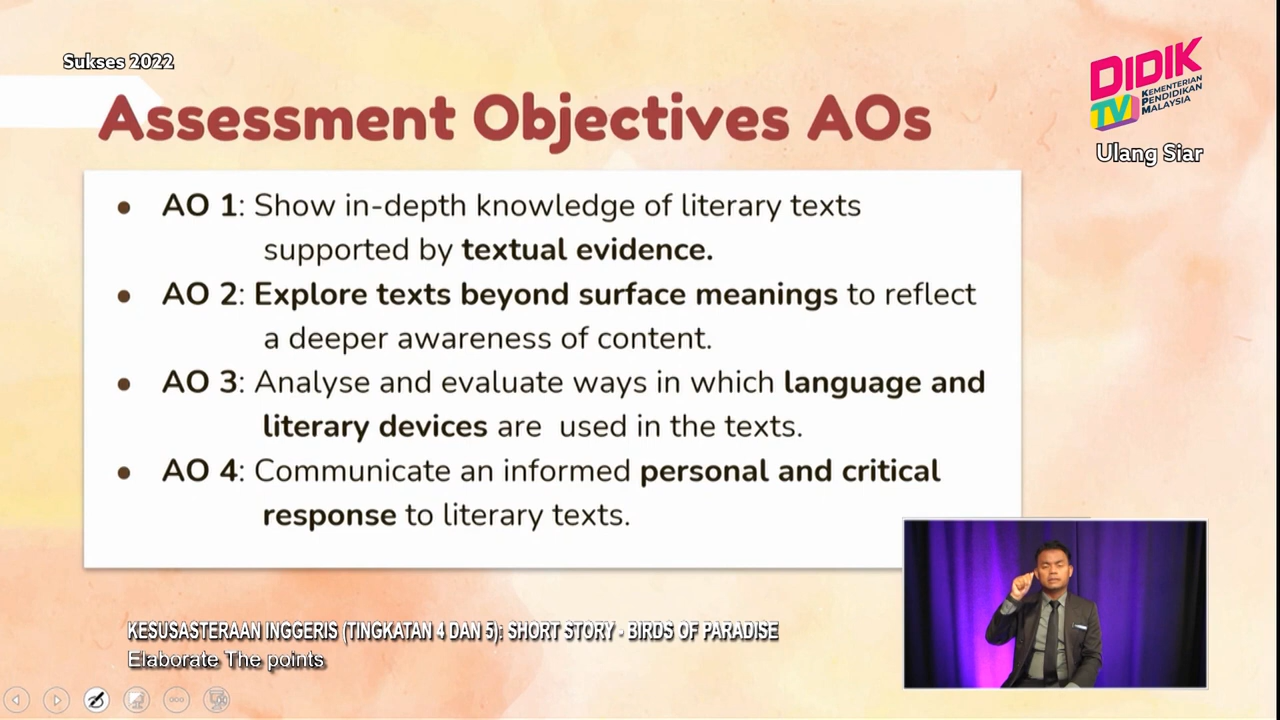 Sukses 2022
DIDIK
TV
KEMENTERIAN
PENDIDIKAN
MALAYSIA
Ulang Siar
Assessment Objectives AOs
• AO 1: Show in-depth knowledge of literary texts
supported by textual evidence.
• AO 2: Explore texts beyond surface meanings to reflect
a deeper awareness of content.
• AO 3: Analyse and evaluate ways in which language and
literary devices are used in the texts.
• AO 4: Communicate an informed personal and critical
response to literary texts.
KESUSASTERAAN INGGERIS (TINGKATAN 4 DAN 5): SHORT STORY - BIRDS OF PARADISE
Elaborate The points